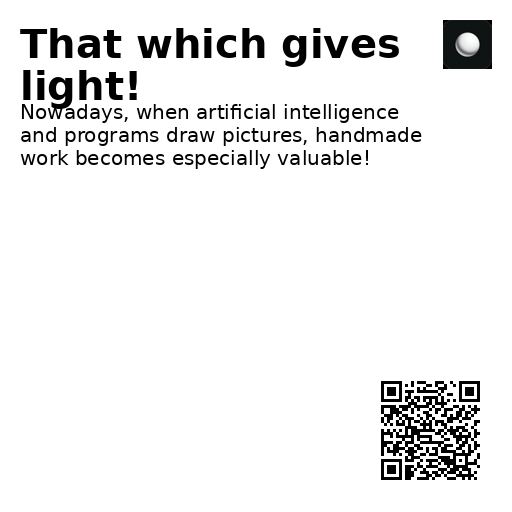 That which gives
light!
Nowadays, when artificial intelligence
and programs draw pictures, handmade
work becomes especially valuable!